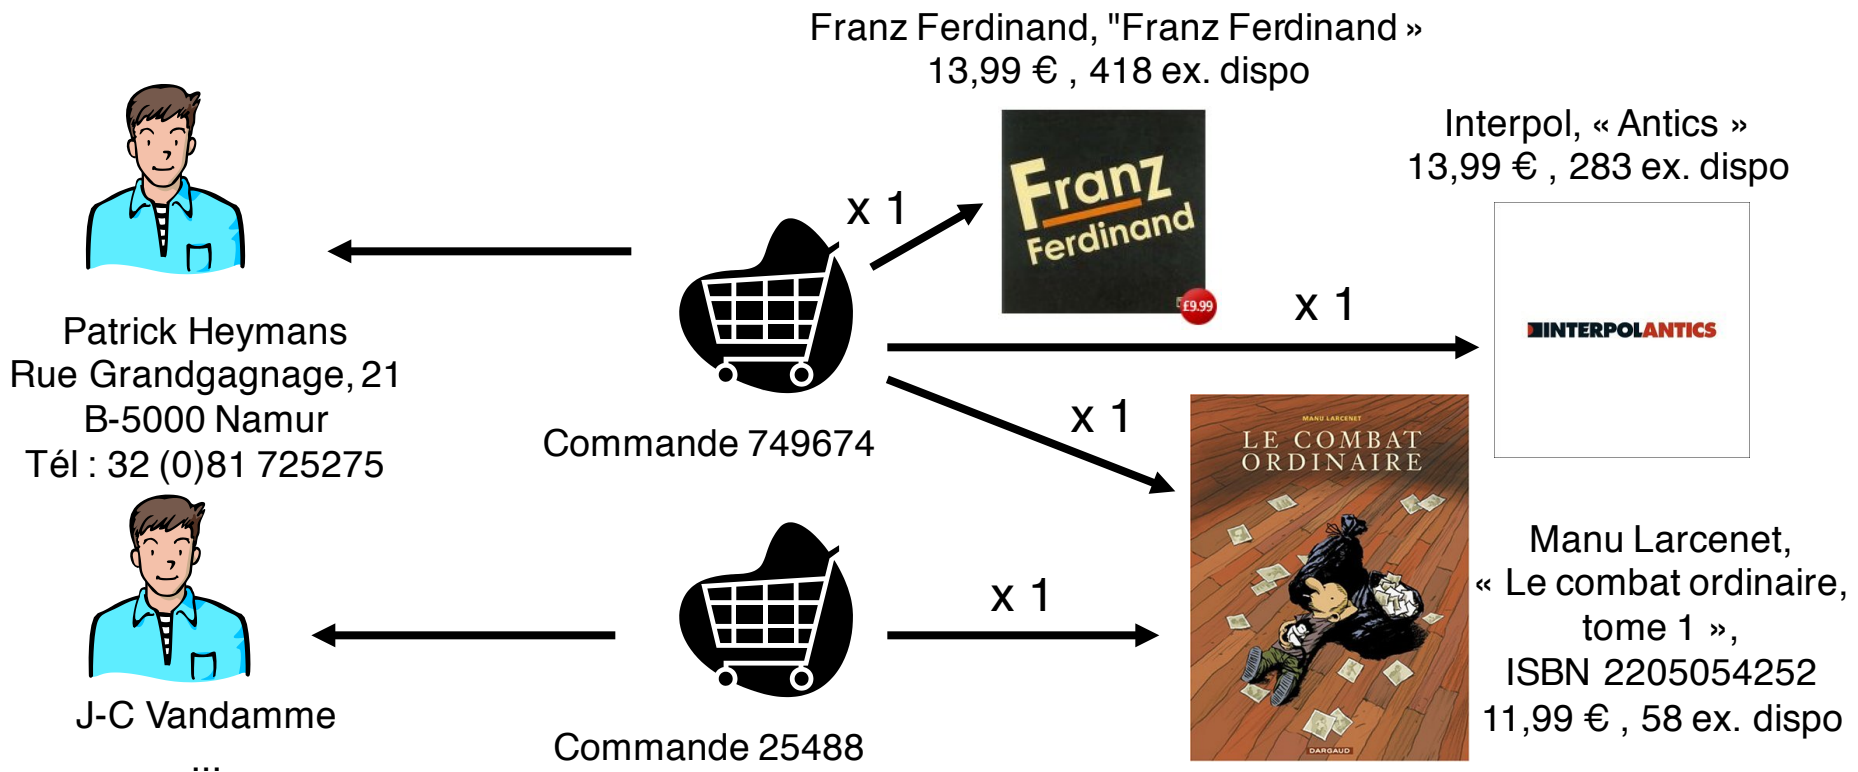 Franz Ferdinand, "Franz Ferdinand »
13,99 € , 418 ex. dispo
Franz
Ferdinand
£9.99
Interpol, « Antics »
13,99 € , 283 ex. dispo
INTERPOLANTICS
x 1
x 1
x 1
Patrick Heymans
Rue Grandgagnage, 21
B-5000 Namur
Tél : 32 (0)81 725275
Commande 749674
MANU LARCENET
LE COMBAT
ORDINAIRE
DARGAUD
Manu Larcenet,
« Le combat ordinaire,
tome 1 »,
ISBN 2205054252
11,99 € , 58 ex. dispo
x 1
J-C Vandamme
...
Commande 25488